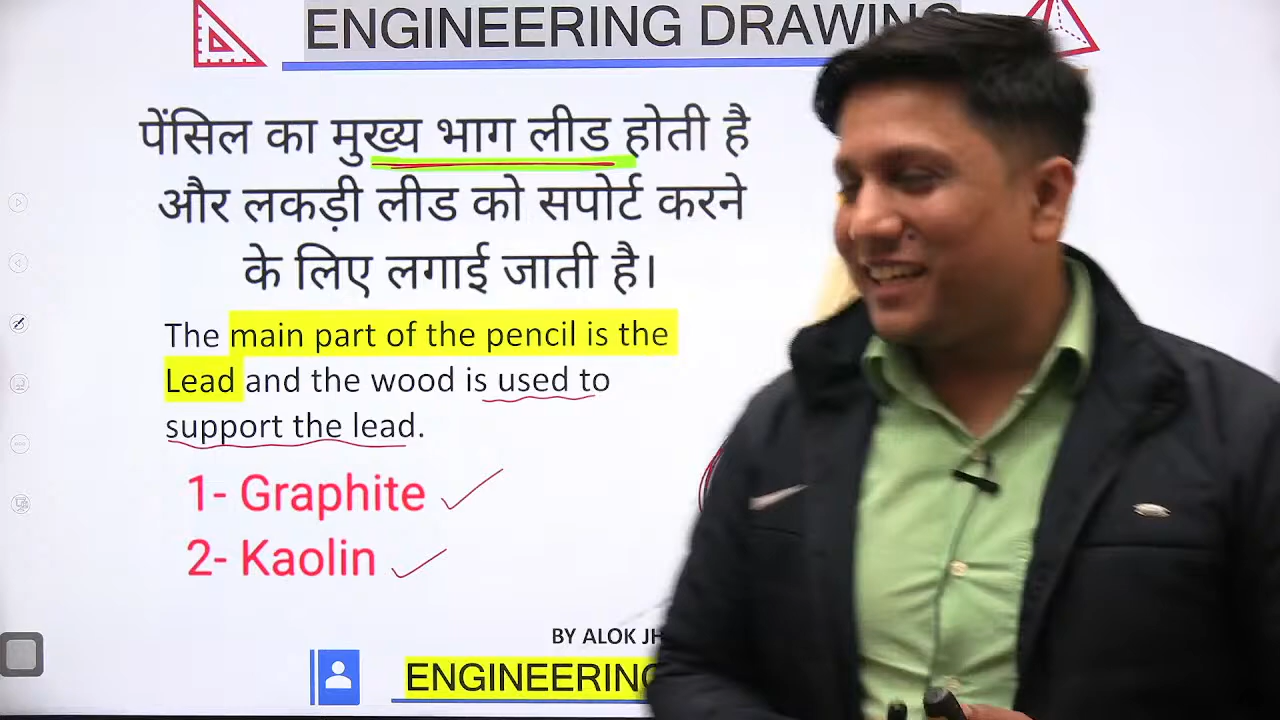 ENGINEERING DRAWING
पेंसिल का मुख्य भाग लीड होती है
और लकड़ी लीड को सपोर्ट करने
के लिए लगाई जाती है।
The main part of the pencil is the
Lead and the wood is used to
support the lead.
1- Graphite
2- Kaolin
BY ALOK JH
ENGINEERING